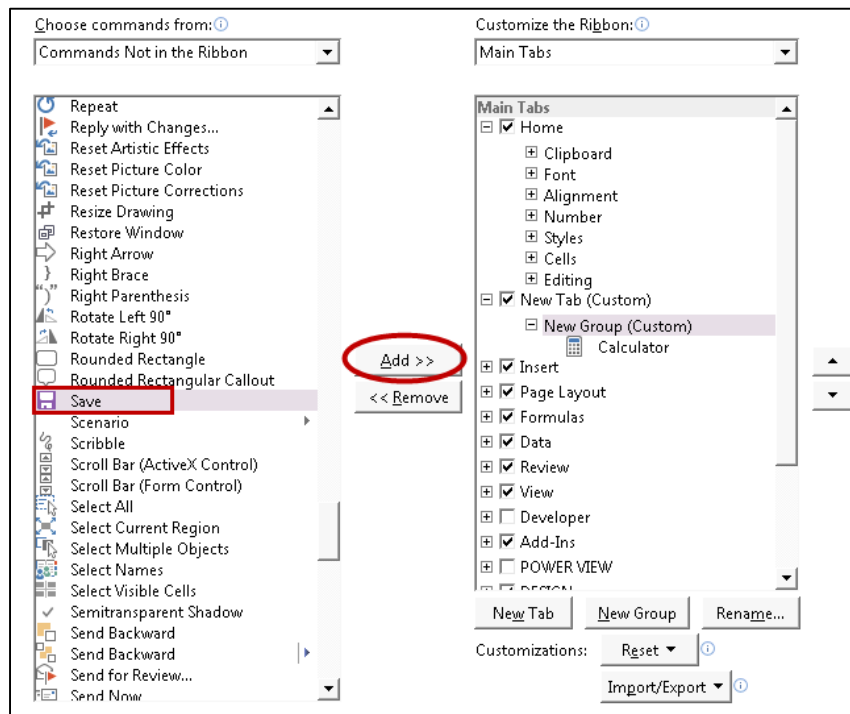 Choose commands from:
Commands Not in the Ribbon
Repeat
Reply with Changes...
Reset Artistic Effects
Reset Picture Color
Reset Picture Corrections
Resize Drawing
Restore Window
Right Arrow
Right Brace
Right Parenthesis
Rotate Left 90°
Rotate Right 90°
Rounded Rectangle
Rounded Rectangular Callout
Save
Scenario
Scribble
Scroll Bar (ActiveX Control)
Scroll Bar (Form Control)
Select All
Select Current Region
Select Multiple Objects
Select Names
Select Visible Cells
Semitransparent Shadow
Send Backward
Send Backward
Send for Review...
Send Now
Add >>
<< Remove
Customize the Ribbon:
Main Tabs
Main Tabs
Home
Clipboard
Font
Alignment
Number
Styles
Cells
Editing
New Tab (Custom)
New Group (Custom)
Calculator
Insert
Page Layout
Formulas
Data
Review
View
Developer
Add-Ins
POWER VIEW
DESIGN
New Tab New Group Rename...
Customizations: Reset
Import/Export